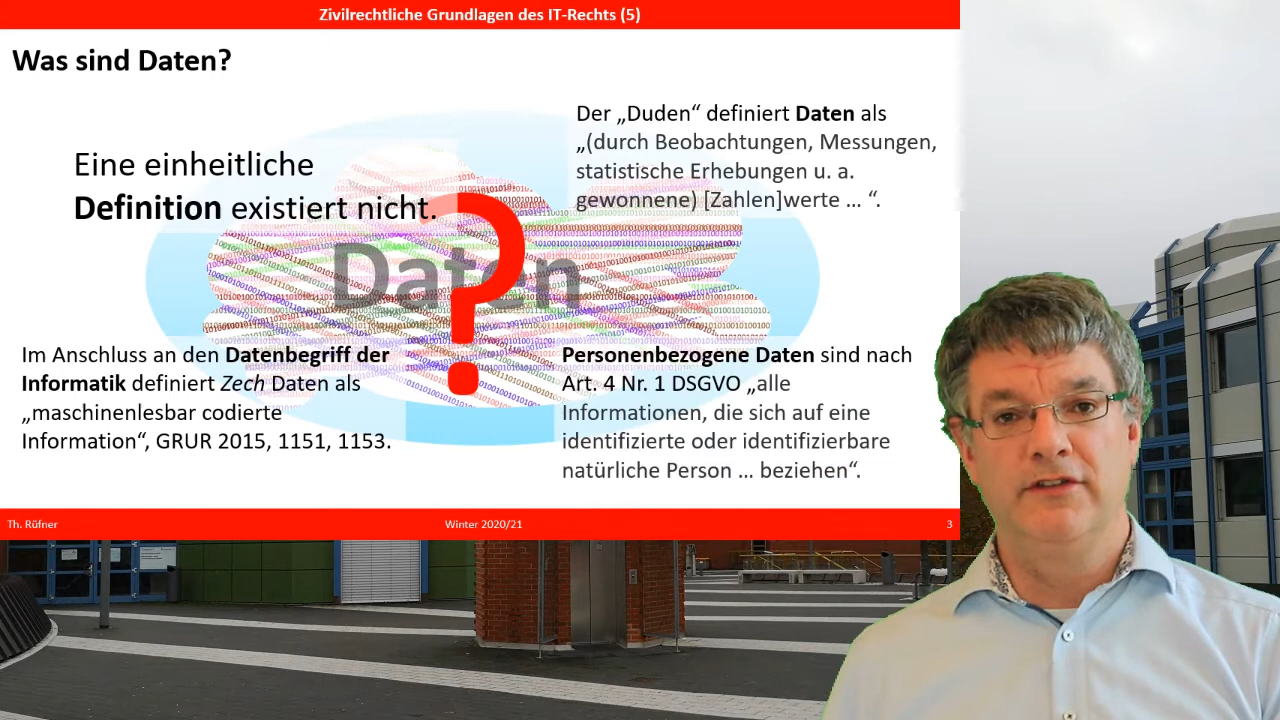 Zivilrechtliche Grundlagen des IT-Rechts (5)
Was sind Daten?
Eine einheitliche
Definition existiert nicht.
Der „Duden“ definiert Daten als
„(durch Beobachtungen, Messungen,
statistische Erhebungen u. a.
gewonnene) [Zahlen]werte … “.
Daten
?
Im Anschluss an den Datenbegriff der
Informatik definiert Zech Daten als
„maschinenlesbar codierte
Information“, GRUR 2015, 1151, 1153.
Personenbezogene Daten sind nach
Art. 4 Nr. 1 DSGVO „alle
Informationen, die sich auf eine
identifizierte oder identifizierbare
natürliche Person … beziehen“.
Th. Rüfner
Winter 2020/21
3